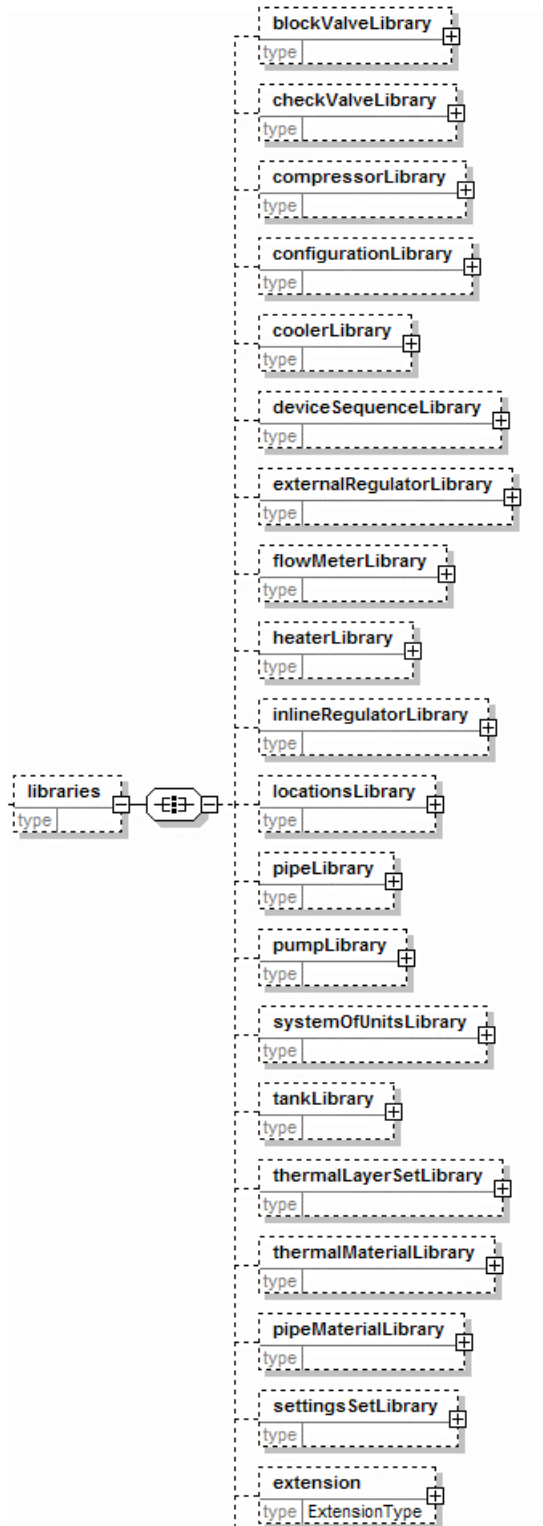 blockValveLibrary
type
checkValveLibrary
type
compressorLibrary
type
configurationLibrary
type
coolerLibrary
type
deviceSequenceLibrary
type
externalRegulatorLibrary
type
flowMeterLibrary
type
heaterLibrary
type
inlineRegulatorLibrary
type
libraries
type
locationsLibrary
type
pipeLibrary
type
pumpLibrary
type
systemOfUnitsLibrary
type
tankLibrary
type
thermalLayerSetLibrary
type
thermalMaterialLibrary
type
pipeMaterialLibrary
type
settingsSetLibrary
type
extension
type ExtensionType